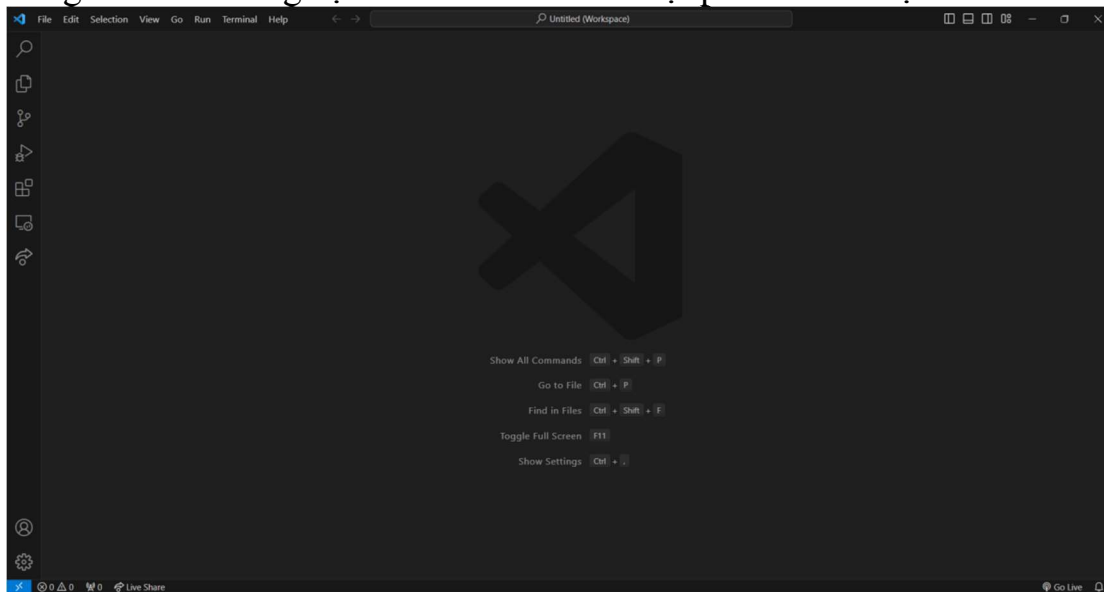 File Edit Selection View Go Run Terminal Help Untitled (Workspace)
Show All Commands Ctrl + Shift + P
Go to File Ctrl + P
Find in Files Ctrl + Shift + F
Toggle Full Screen F11
Show Settings Ctrl + ,
0 0 0 Live Share Go Live